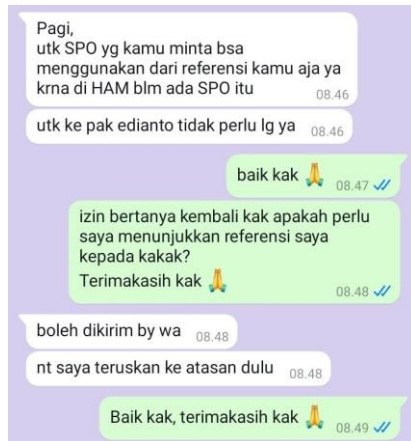 Pagi,
utk SPO yg kamu minta bsa
menggunakan dari referensi kamu aja ya
krna di HAM blm ada SPO itu
08.46
utk ke pak edianto tidak perlu lg ya 08.46
baik kak 🙏 08.47
izin bertanya kembali kak apakah perlu
saya menunjukkan referensi saya
kepada kakak?
Terimakasih kak 🙏
08.48
boleh dikirim by wa 08.48
nt saya teruskan ke atasan dulu 08.48
Baik kak, terimakasih kak 🙏 08.49